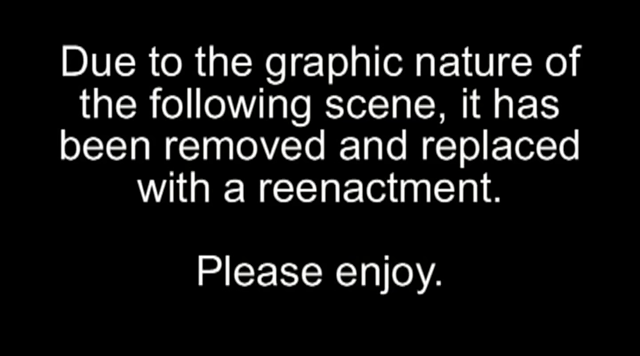 Due to the graphic nature of
the following scene, it has
been removed and replaced
with a reenactment.
Please enjoy.